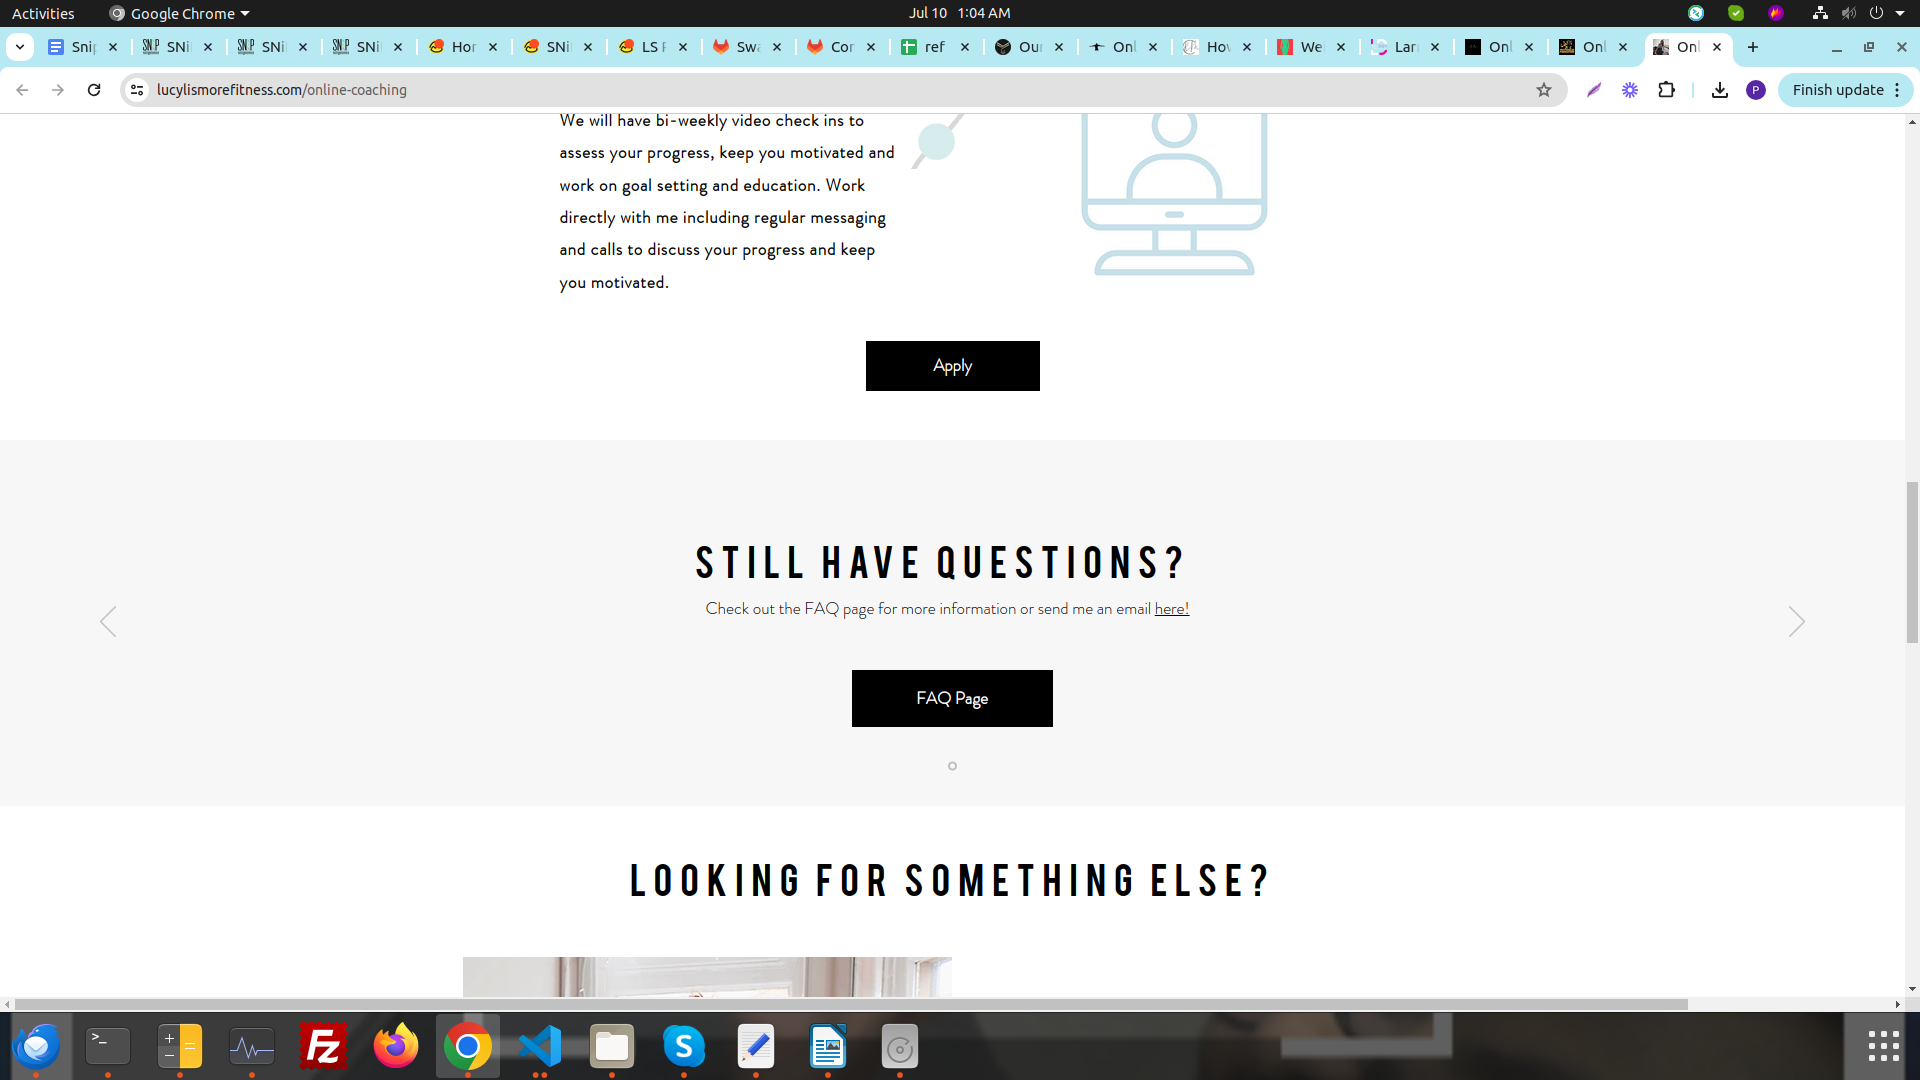 Activities
Google Chrome
Jul 10 1:04 AM
Snip
SNi
SNi
SNi
Hor
SNi
LS F
Swa
Cor
ref
Our
Onl
Hov
We
Larr
Onl
Onl
Onl
lucylismorefitness.com/online-coaching
P
Finish update
We will have bi-weekly video check ins to
assess your progress, keep you motivated and
work on goal setting and education. Work
directly with me including regular messaging
and calls to discuss your progress and keep
you motivated.
Apply
STILL HAVE QUESTIONS?
Check out the FAQ page for more information or send me an email here!
FAQ Page
LOOKING FOR SOMETHING ELSE?